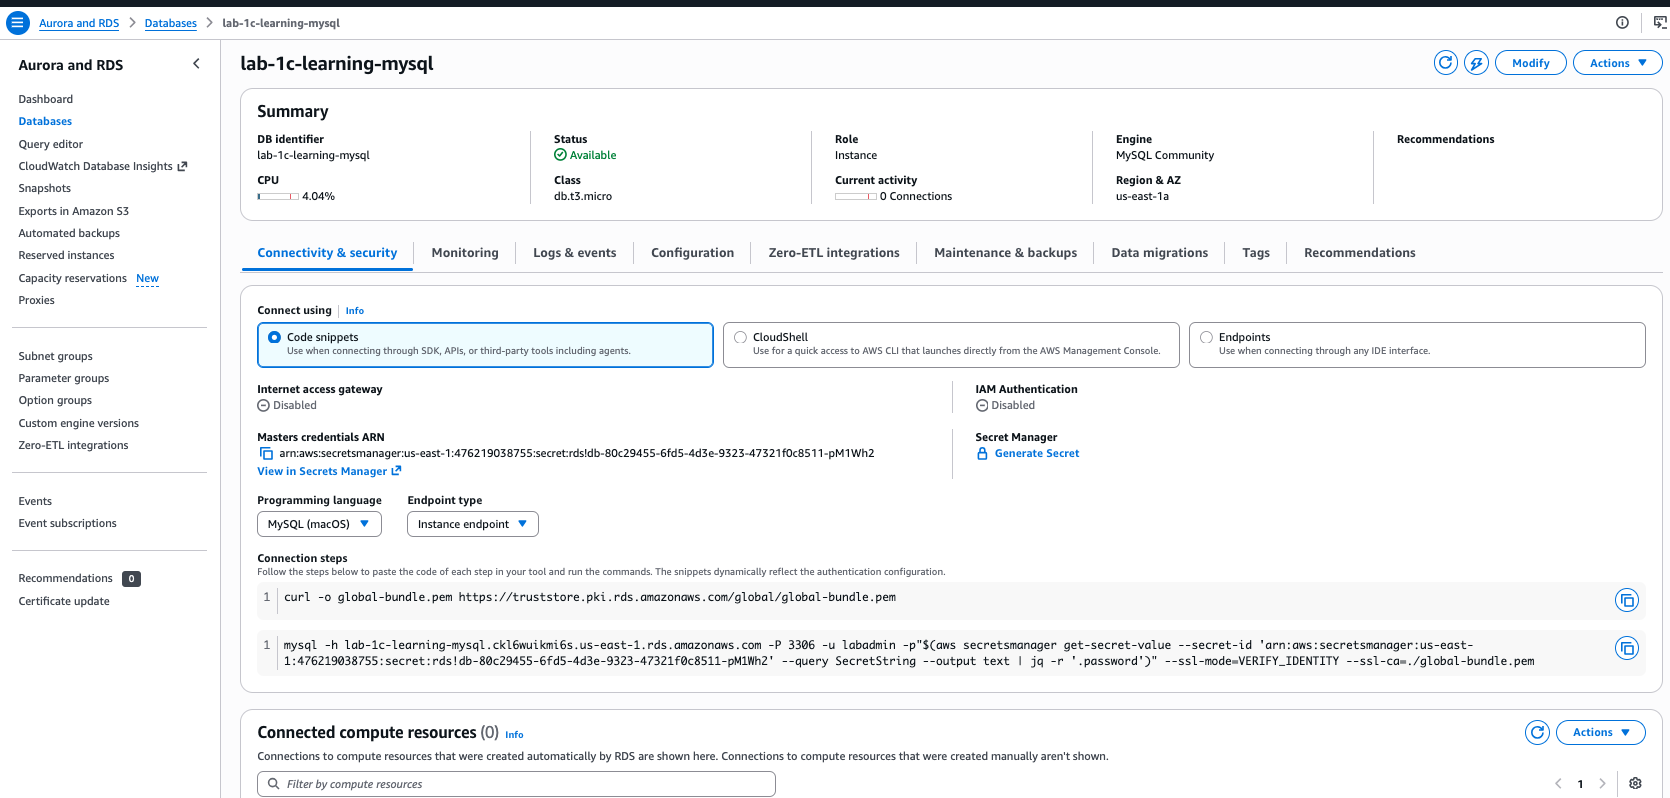 Aurora and RDS > Databases > lab-1c-learning-mysql
Aurora and RDS
Dashboard
Databases
Query editor
CloudWatch Database Insights
Snapshots
Exports in Amazon S3
Automated backups
Reserved instances
Capacity reservations New
Proxies
Subnet groups
Parameter groups
Option groups
Custom engine versions
Zero-ETL integrations
Events
Event subscriptions
Recommendations 0
Certificate update
lab-1c-learning-mysql
Modify
Actions
Summary
DB identifier
lab-1c-learning-mysql
Status
Available
Role
Instance
Engine
MySQL Community
Recommendations
CPU
4.04%
Class
db.t3.micro
Current activity
0 Connections
Region & AZ
us-east-1a
Connectivity & security
Monitoring
Logs & events
Configuration
Zero-ETL integrations
Maintenance & backups
Data migrations
Tags
Recommendations
Connect using Info
Code snippets
Use when connecting through SDK, APIs, or third-party tools including agents.
CloudShell
Use for a quick access to AWS CLI that launches directly from the AWS Management Console.
Endpoints
Use when connecting through any IDE interface.
Internet access gateway
Disabled
IAM Authentication
Disabled
Masters credentials ARN
arn:aws:secretsmanager:us-east-1:476219038755:secret:rds!db-80c29455-6fd5-4d3e-9323-47321f0c8511-pM1Wh2
View in Secrets Manager
Secret Manager
Generate Secret
Programming language
MySQL (macOS)
Endpoint type
Instance endpoint
Connection steps
Follow the steps below to paste the code of each step in your tool and run the commands. The snippets dynamically reflect the authentication configuration.
1 curl -o global-bundle.pem https://truststore.pki.rds.amazonaws.com/global/global-bundle.pem
1 mysql -h lab-1c-learning-mysql.ckl6wuikmi6s.us-east-1.rds.amazonaws.com -P 3306 -u labadmin -p"$(aws secretsmanager get-secret-value --secret-id 'arn:aws:secretsmanager:us-east-
1:476219038755:secret:rds!db-80c29455-6fd5-4d3e-9323-47321f0c8511-pM1Wh2' --query SecretString --output text | jq -r '.password')" --ssl-mode=VERIFY_IDENTITY --ssl-ca=./global-bundle.pem
Connected compute resources (0) Info
Actions
Connections to compute resources that were created automatically by RDS are shown here. Connections to compute resources that were created manually aren't shown.
Filter by compute resources
1